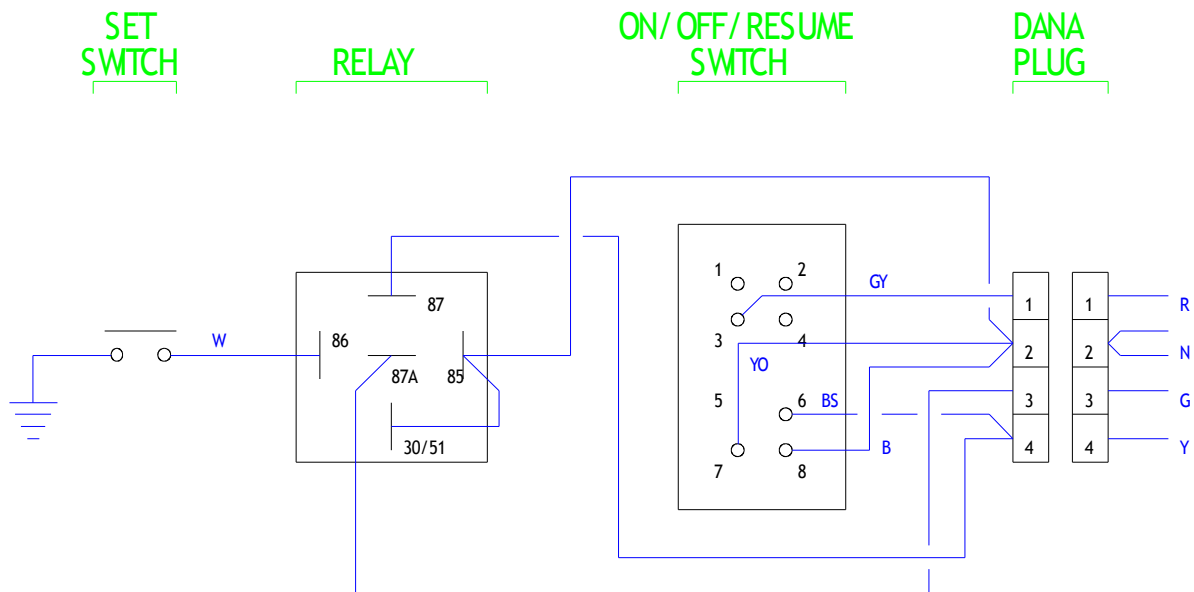 SET
SWITCH
RELAY
ON/OFF/RESUME
SWITCH
DANA
PLUG
W
86
87
87A
85
30/51
1
2
3
4
5
6
7
8
GY
YO
BS
B
1
2
3
4
1
2
3
4
R
N
G
Y